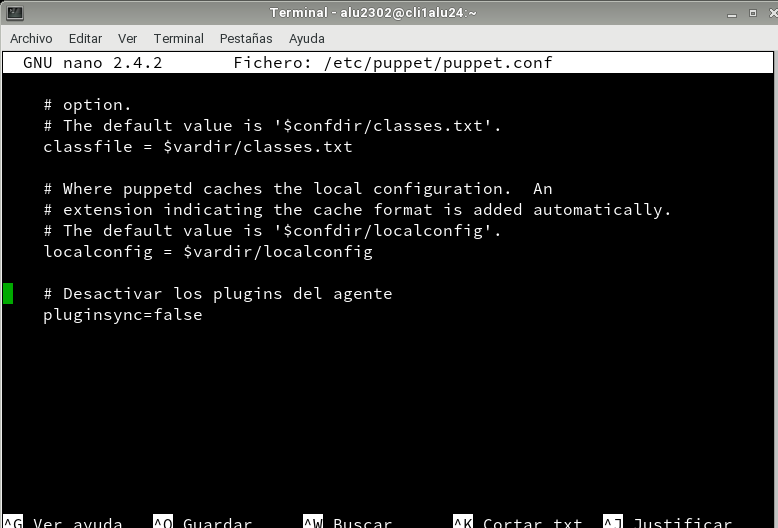 Terminal - alu2302@cli1alu24:~
Archivo Editar Ver Terminal Pestañas Ayuda
GNU nano 2.4.2 Fichero: /etc/puppet/puppet.conf
# option.
# The default value is '$confdir/classes.txt'.
classfile = $vardir/classes.txt
# Where puppetd caches the local configuration.  An
# extension indicating the cache format is added automatically.
# The default value is '$confdir/localconfig'.
localconfig = $vardir/localconfig
# Desactivar los plugins del agente
pluginsync=false
^G Ver ayuda ^O Guardar ^W Buscar ^K Cortar txt ^J Justificar